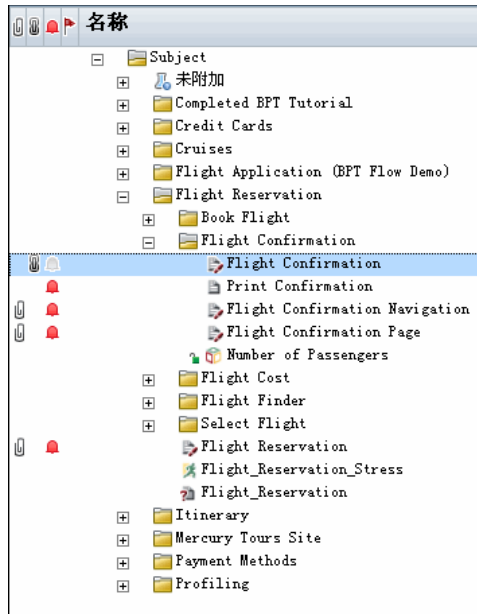 名称
Subject
未附加
Completed BPT Tutorial
Credit Cards
Cruises
Flight Application (BPT Flow Demo)
Flight Reservation
Book Flight
Flight Confirmation
Flight Confirmation
Print Confirmation
Flight Confirmation Navigation
Flight Confirmation Page
Number of Passengers
Flight Cost
Flight Finder
Select Flight
Flight Reservation
Flight_Reservation_Stress
Flight_Reservation
Itinerary
Mercury Tours Site
Payment Methods
Profiling